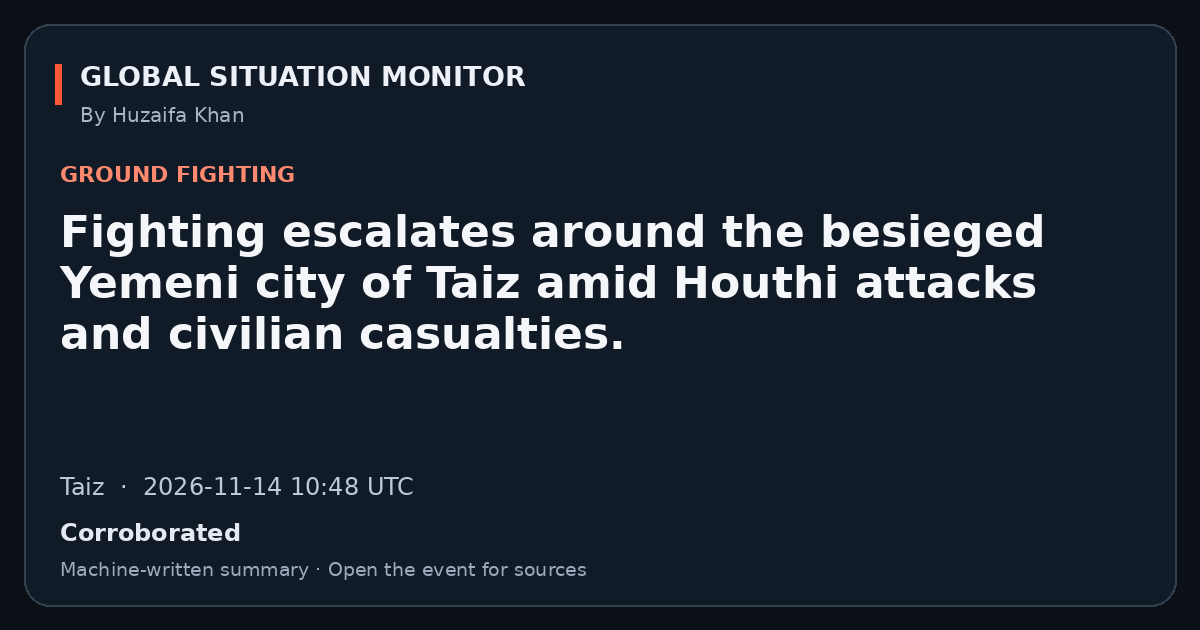 GLOBAL SITUATION MONITOR
By Huzaifa Khan
GROUND FIGHTING
Fighting escalates around the besieged
Yemeni city of Taiz amid Houthi attacks
and civilian casualties.
Taiz · 2026-11-14 10:48 UTC
Corroborated
Machine-written summary · Open the event for sources